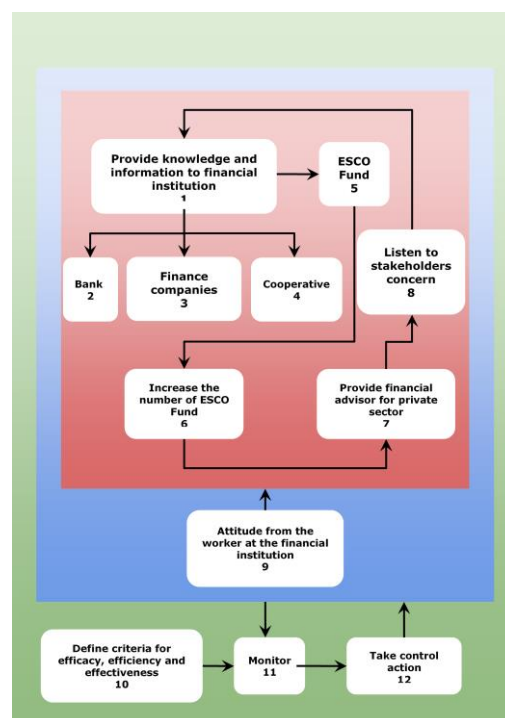 Provide knowledge and
information to financial
institution
1
ESCO
Fund
5
Bank
2
Finance
companies
3
Cooperative
4
Listen to
stakeholders
concern
8
Increase the
number of ESCO
Fund
6
Provide financial
advisor for private
sector
7
Attitude from the
worker at the financial
institution
9
Define criteria for
efficacy, efficiency and
effectiveness
10
Monitor
11
Take control
action
12